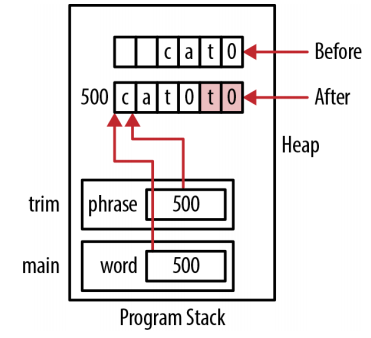 c a t 0 Before
500 c a t 0 t 0 After
Heap
trim phrase 500
main word 500
Program Stack